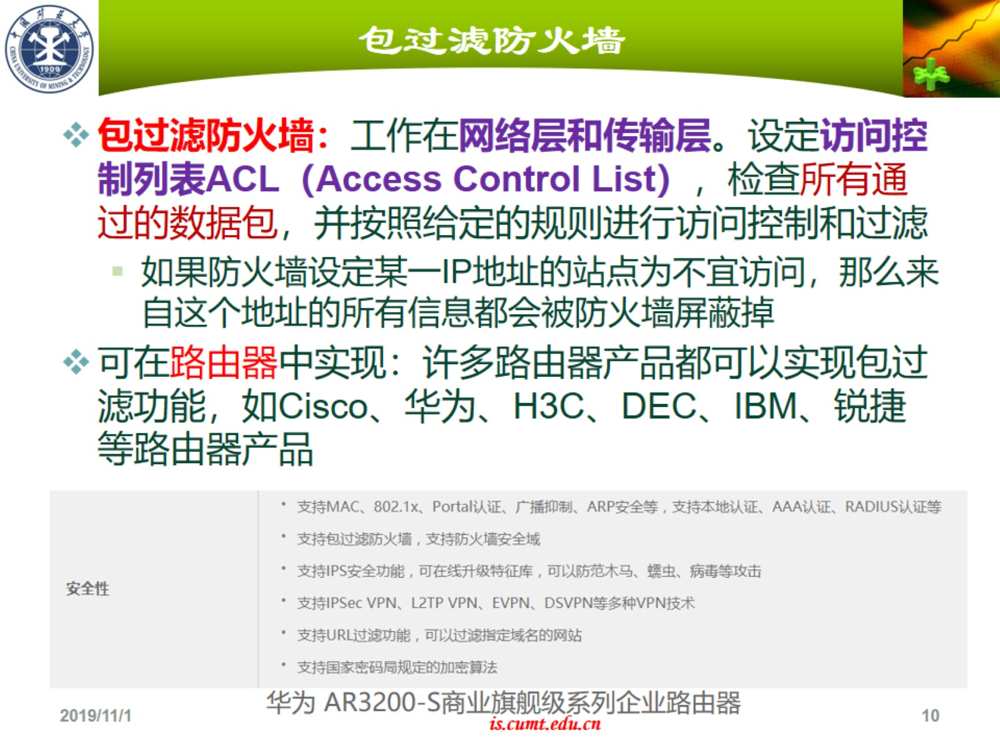 中国矿业大学
CHINA UNIVERSITY OF MINING & TECHNOLOGY
1909
包过滤防火墙
包过滤防火墙：工作在网络层和传输层。设定访问控
制列表ACL（Access Control List），检查所有通
过的数据包，并按照给定的规则进行访问控制和过滤
如果防火墙设定某一IP地址的站点为不宜访问，那么来
自这个地址的所有信息都会被防火墙屏蔽掉
可在路由器中实现：许多路由器产品都可以实现包过
滤功能，如Cisco、华为、H3C、DEC、IBM、锐捷
等路由器产品
安全性
• 支持MAC、802.1x、Portal认证、广播抑制、ARP安全等，支持本地认证、AAA认证、RADIUS认证等
• 支持包过滤防火墙，支持防火墙安全域
• 支持IPS安全功能，可在线升级特征库，可以防范木马、蠕虫、病毒等攻击
• 支持IPSec VPN、L2TP VPN、EVPN、DSVPN等多种VPN技术
• 支持URL过滤功能，可以过滤指定域名的网站
• 支持国家密码局规定的加密算法
华为 AR3200-S商业旗舰级系列企业路由器
2019/11/1
is.cumt.edu.cn
10